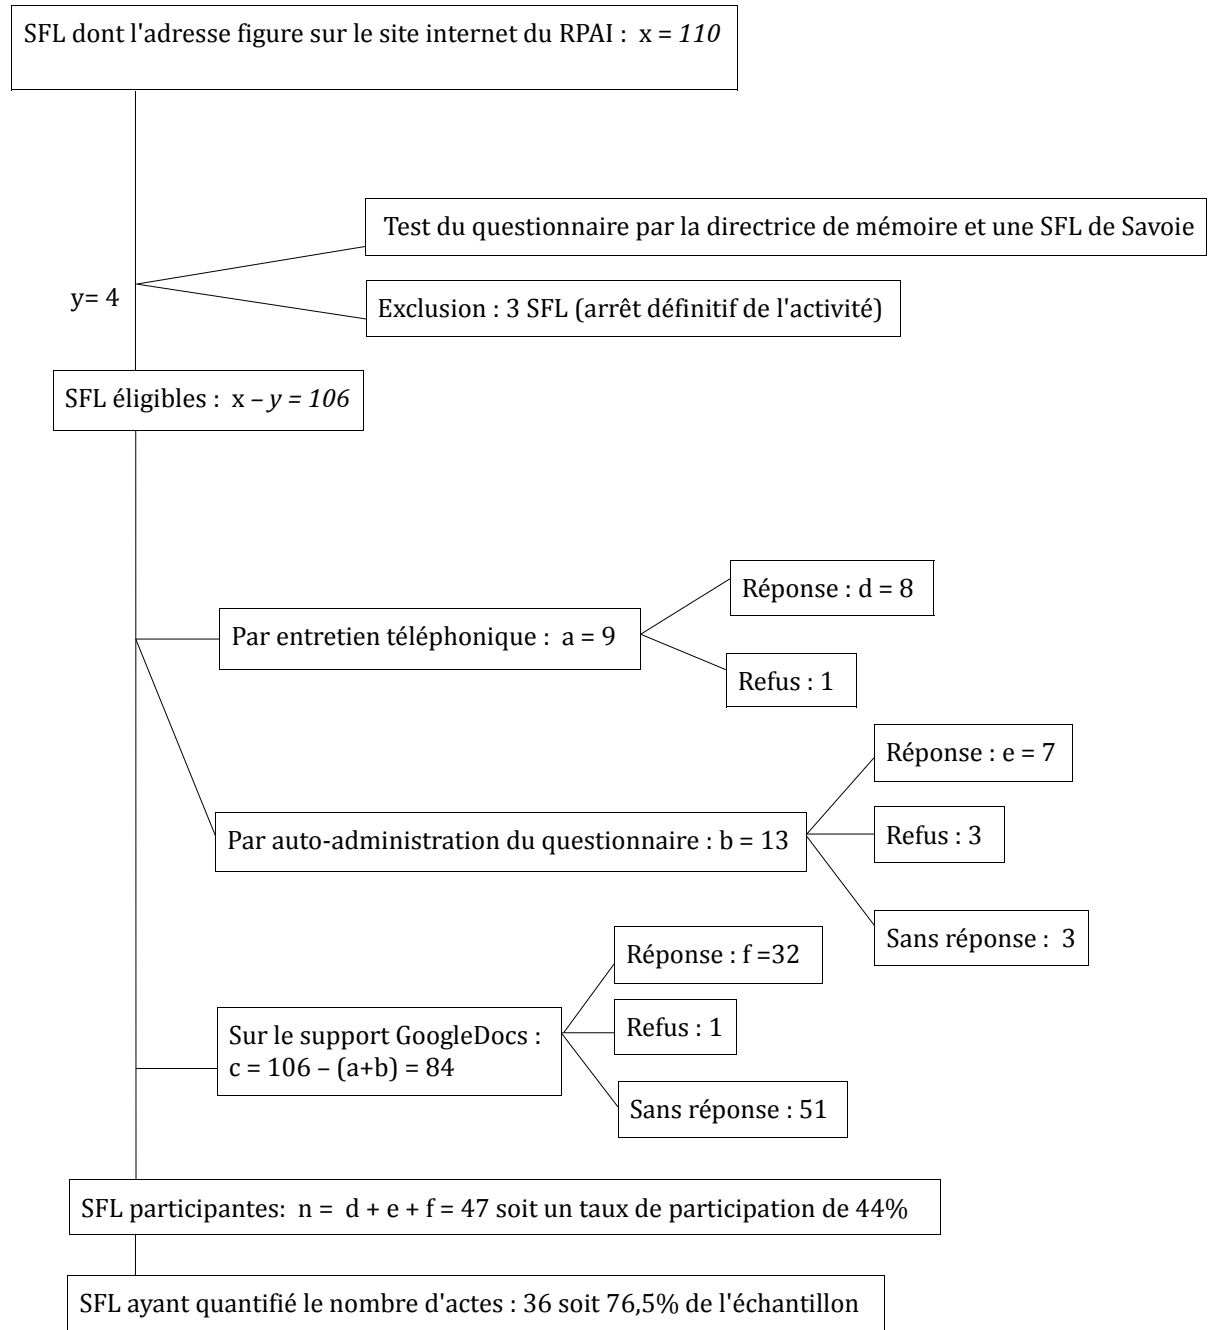 SFL dont l'adresse figure sur le site internet du RPAI : x = 110
Test du questionnaire par la directrice de mémoire et une SFL de Savoie
y= 4
Exclusion : 3 SFL (arrêt définitif de l'activité)
SFL éligibles : x – y = 106
Réponse : d = 8
Par entretien téléphonique : a = 9
Refus : 1
Réponse : e = 7
Par auto-administration du questionnaire : b = 13
Refus : 3
Sans réponse : 3
Réponse : f =32
Sur le support GoogleDocs :
c = 106 – (a+b) = 84
Refus : 1
Sans réponse : 51
SFL participantes: n = d + e + f = 47 soit un taux de participation de 44%
SFL ayant quantifié le nombre d'actes : 36 soit 76,5% de l'échantillon